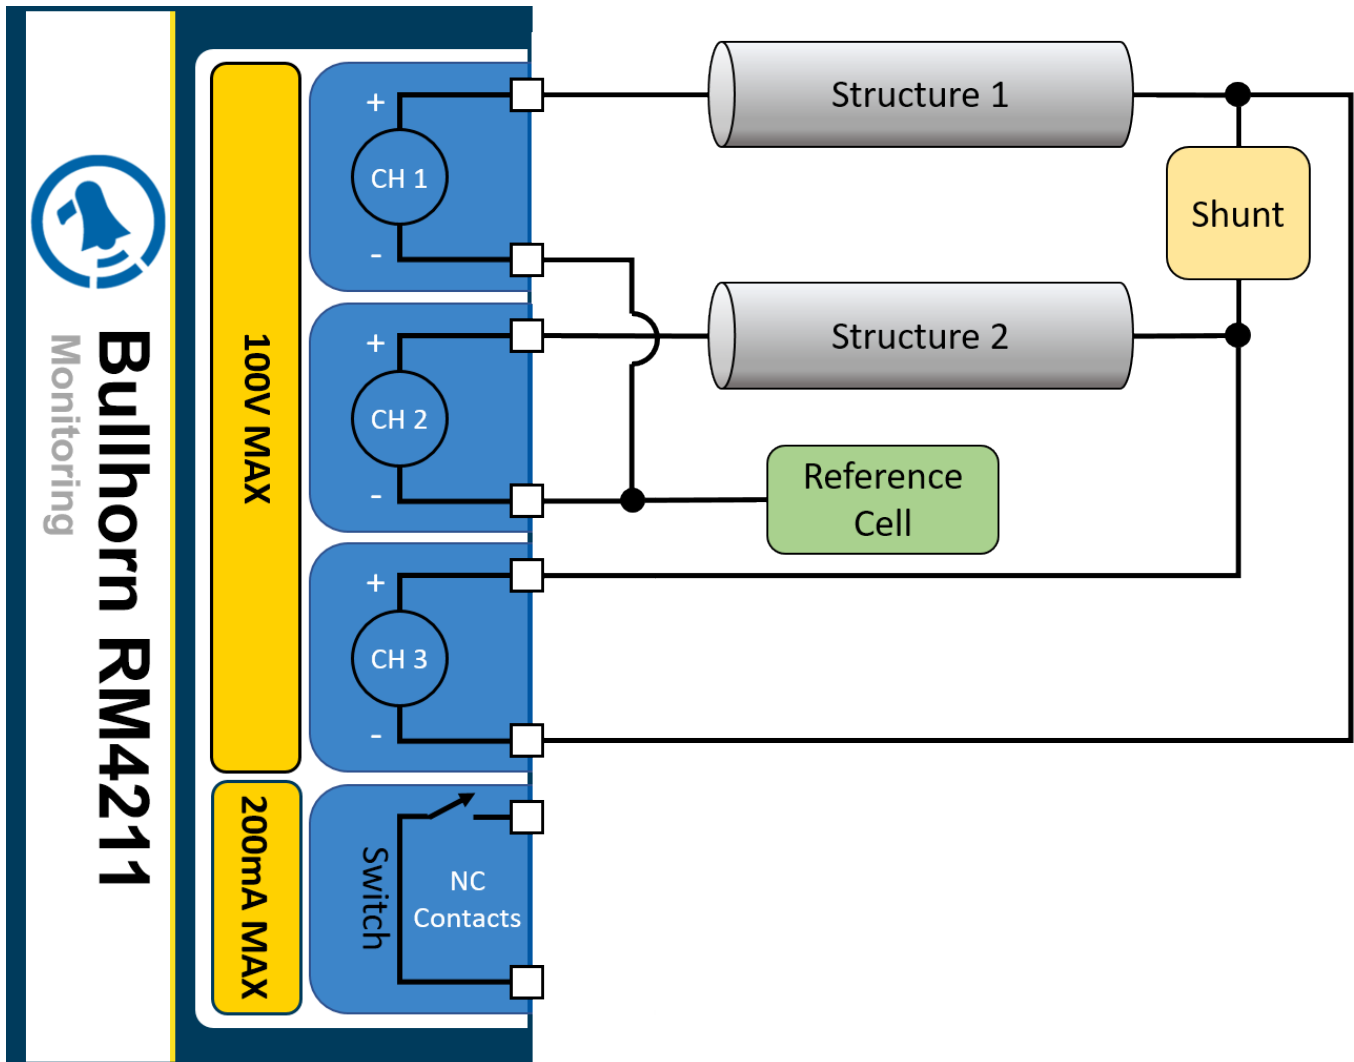 Bullhorn RM4211
Monitoring
100V MAX
200mA MAX
+
CH 1
-
+
CH 2
-
+
CH 3
-
Switch
NC
Contacts
Structure 1
Shunt
Structure 2
Reference
Cell